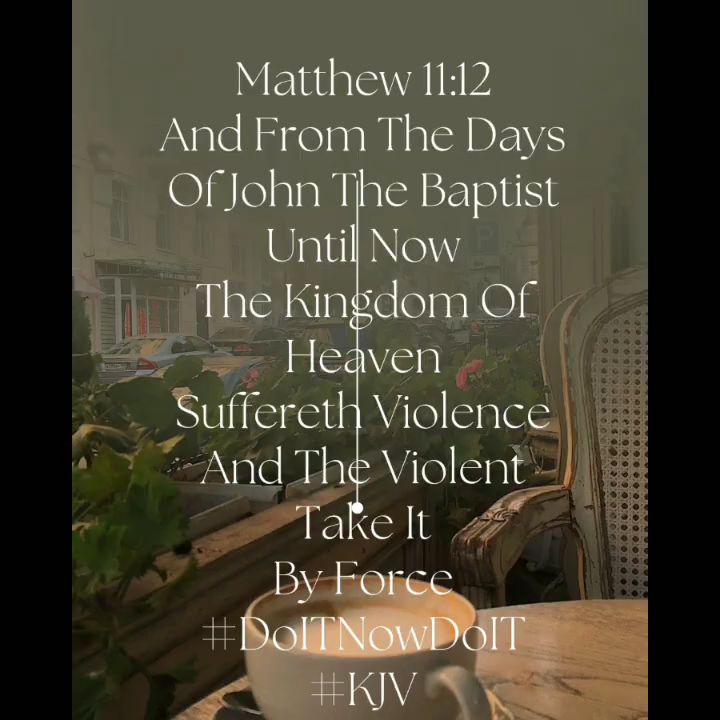 Matthew 11:12
And From The Days
Of John The Baptist
Until Now
The Kingdom Of
Heaven
Suffereth Violence
And The Violent
Take It
By Force
#DoITNowDoIT
#KJV